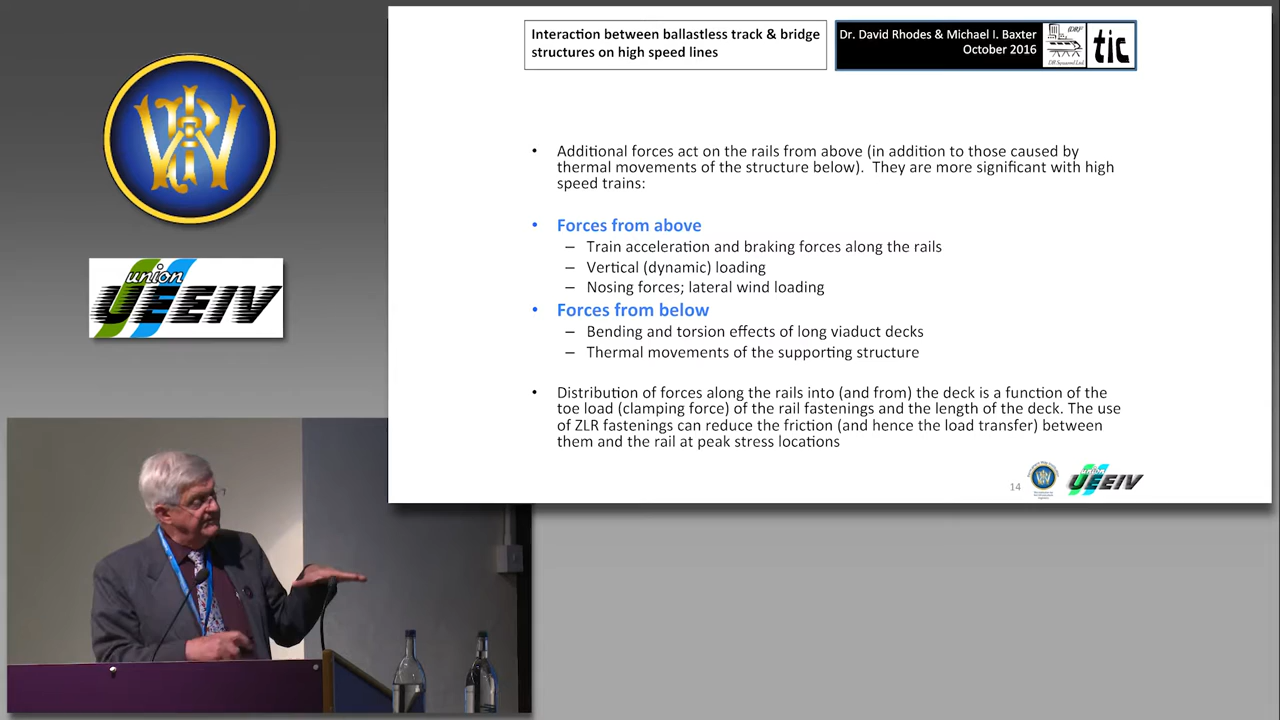 Interaction between ballastless track & bridge
structures on high speed lines
Dr. David Rhodes & Michael I. Baxter
October 2016
tic
PWI
union
UEEIV
• Additional forces act on the rails from above (in addition to those caused by
thermal movements of the structure below). They are more significant with high
speed trains:
• Forces from above
– Train acceleration and braking forces along the rails
– Vertical (dynamic) loading
– Nosing forces; lateral wind loading
• Forces from below
– Bending and torsion effects of long viaduct decks
– Thermal movements of the supporting structure
• Distribution of forces along the rails into (and from) the deck is a function of the
toe load (clamping force) of the rail fastenings and the length of the deck. The use
of ZLR fastenings can reduce the friction (and hence the load transfer) between
them and the rail at peak stress locations
14
union
UEEIV